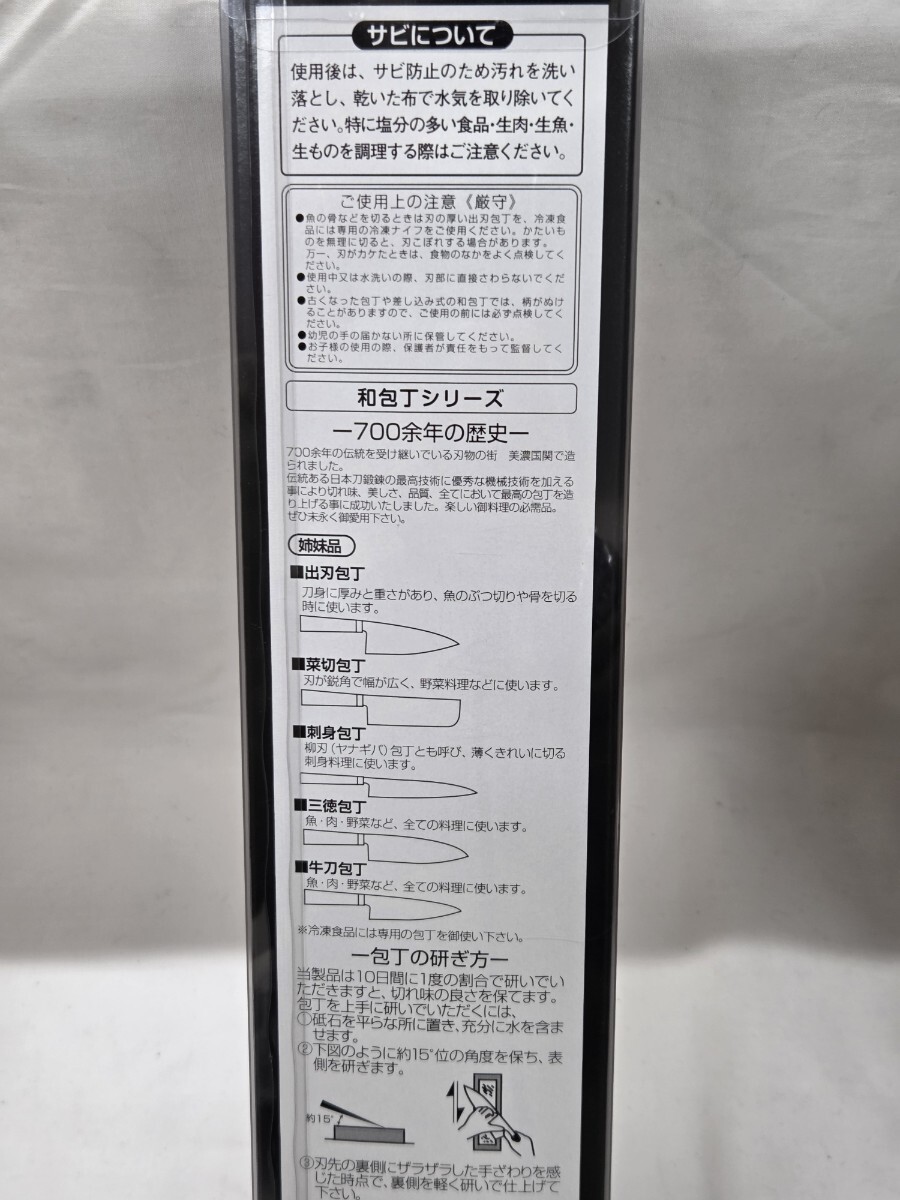 サビについて
使用後は、サビ防止のため汚れを洗い
落とし、乾いた布で水気を取り除いてく
ださい。特に塩分の多い食品・生肉・生魚・
生ものを調理する際はご注意ください。
ご使用上の注意《厳守》
●魚の骨などを切るときは刃の厚い出刃包丁を、冷凍食
品には専用の冷凍ナイフをご使用ください。かたいも
のを無理に切ると、刃こぼれする場合があります。
万一、刃がカケたときは、食物のなかをよく点検してく
ださい。
●使用中又は水洗いの際、刃部に直接さわらないでくだ
さい。
●古くなった包丁や差し込み式の和包丁では、柄がぬけ
ることがありますので、ご使用の前には必ず点検してく
ださい。
●幼児の手の届かない所に保管してください。
●お子様の使用の際、保護者が責任をもって監督してく
ださい。
和包丁シリーズ
ー700余年の歴史ー
700余年の伝統を受け継いでいる刃物の街 美濃国関で造
られました。
伝統ある日本刀鍛錬の最高技術に優秀な機械技術を加える
事により切れ味、美しさ、品質、全てにおいて最高の包丁を造
り上げる事に成功いたしました。楽しい御料理の必需品。
ぜひ末永く御愛用下さい。
姉妹品
■出刃包丁
刀身に厚みと重さがあり、魚のぶつ切りや骨を切る
時に使います。
■菜切包丁
刃が鋭角で幅が広く、野菜料理などに使います。
■刺身包丁
柳刃（ヤナギバ）包丁とも呼び、薄くきれいに切る
刺身料理に使います。
■三徳包丁
魚・肉・野菜など、全ての料理に使います。
■牛刀包丁
魚・肉・野菜など、全ての料理に使います。
※冷凍食品には専用の包丁を御使い下さい。
ー包丁の研ぎ方ー
当製品は10日間に1度の割合で研いでい
ただきますと、切れ味の良さを保てます。
包丁を上手に研いでいただくには、
①砥石を平らな所に置き、充分に水を含ま
せます。
②下図のように約15°位の角度を保ち、表
側を研ぎます。
約15°
③刃先の裏側にザラザラした手ざわりを感
じた時点で、裏側を軽く研いで仕上げて
下さい。